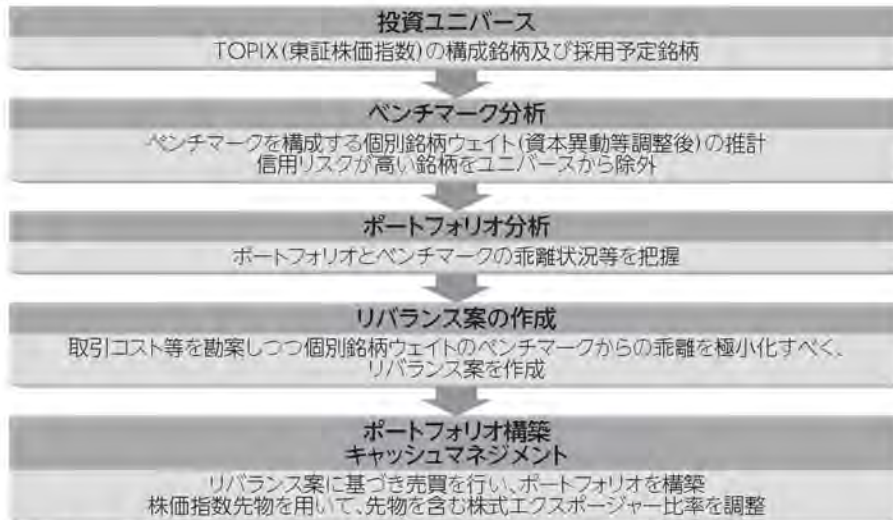 投資ユニバース
TOPIX(東証株価指数)の構成銘柄及び採用予定銘柄
ベンチマーク分析
ベンチマークを構成する個別銘柄ウェイト(資本異動等調整後)の推計
信用リスクが高い銘柄をユニバースから除外
ポートフォリオ分析
ポートフォリオとベンチマークの乖離状況等を把握
リバランス案の作成
取引コスト等を勘案しつつ個別銘柄ウェイトのベンチマークからの乖離を極小化すべく、
リバランス案を作成
ポートフォリオ構築
キャッシュマネジメント
リバランス案に基づき売買を行い、ポートフォリオを構築
株価指数先物を用いて、先物を含む株式エクスポージャー比率を調整